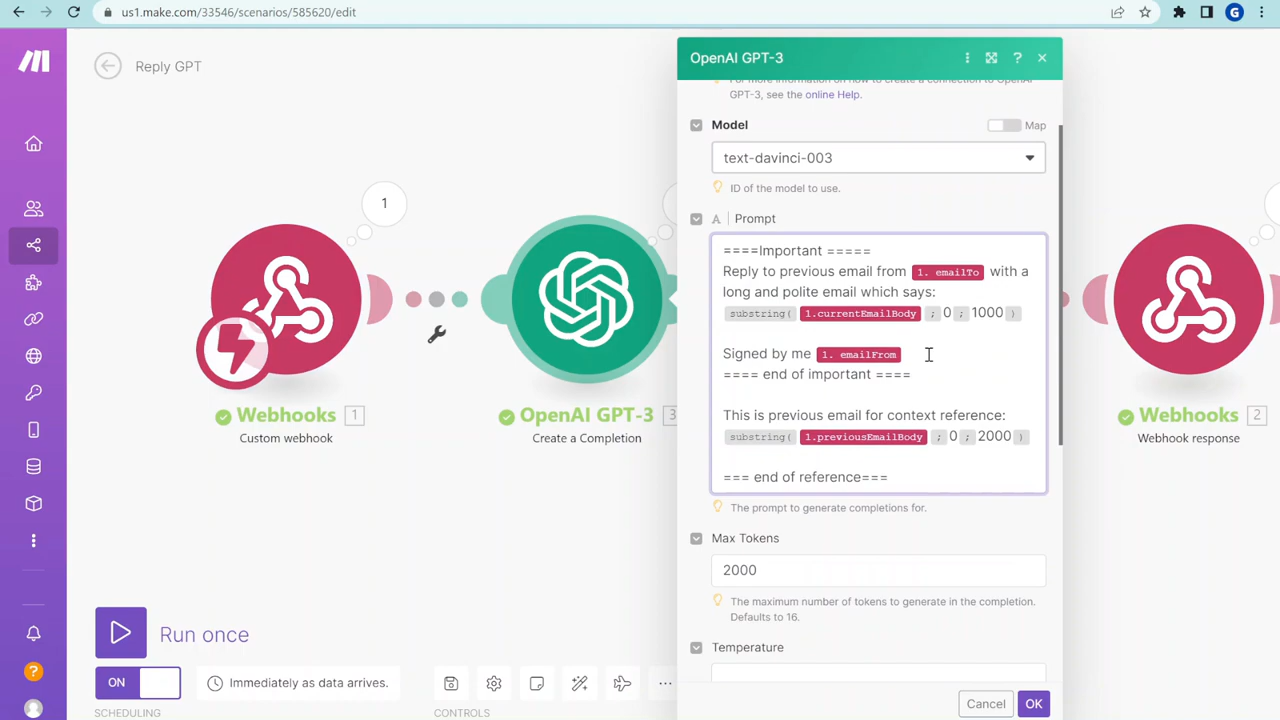 us1.make.com/33546/scenarios/585620/edit
G
Reply GPT
OpenAI GPT-3
?
GPT-3, see the online Help.
Model
Map
text-davinci-003
ID of the model to use.
A | Prompt
====Important =====
Reply to previous email from 1. emailTo with a
long and polite email which says:
substring( 1.currentEmailBody ; 0 ; 1000 )
Signed by me 1. emailFrom
==== end of important ====
This is previous email for context reference:
substring( 1.previousEmailBody ; 0 ; 2000 )
=== end of reference===
The prompt to generate completions for.
Max Tokens
2000
The maximum number of tokens to generate in the completion.
Defaults to 16.
Temperature
Cancel
OK
1
Webhooks 1
Custom webhook
OpenAI GPT-3 3
Create a Completion
Webhooks 2
Webhook response
Run once
ON
Immediately as data arrives.
SCHEDULING
CONTROLS
?